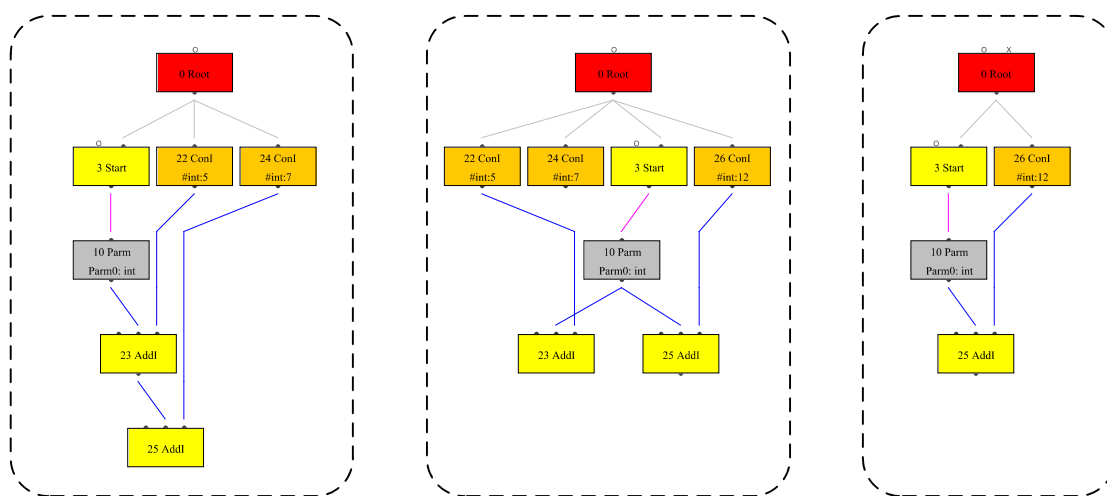 0 Root
3 Start
22 ConI
#int:5
24 ConI
#int:7
10 Parm
Parm0: int
23 AddI
25 AddI
0 Root
22 ConI
#int:5
24 ConI
#int:7
3 Start
26 ConI
#int:12
10 Parm
Parm0: int
23 AddI
25 AddI
0 Root
3 Start
26 ConI
#int:12
10 Parm
Parm0: int
25 AddI